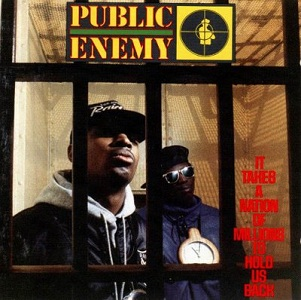 PUBLIC
ENEMY
IT
TAKES
A
NATION
OF
MILLIONS
TO
HOLD
US
BACK